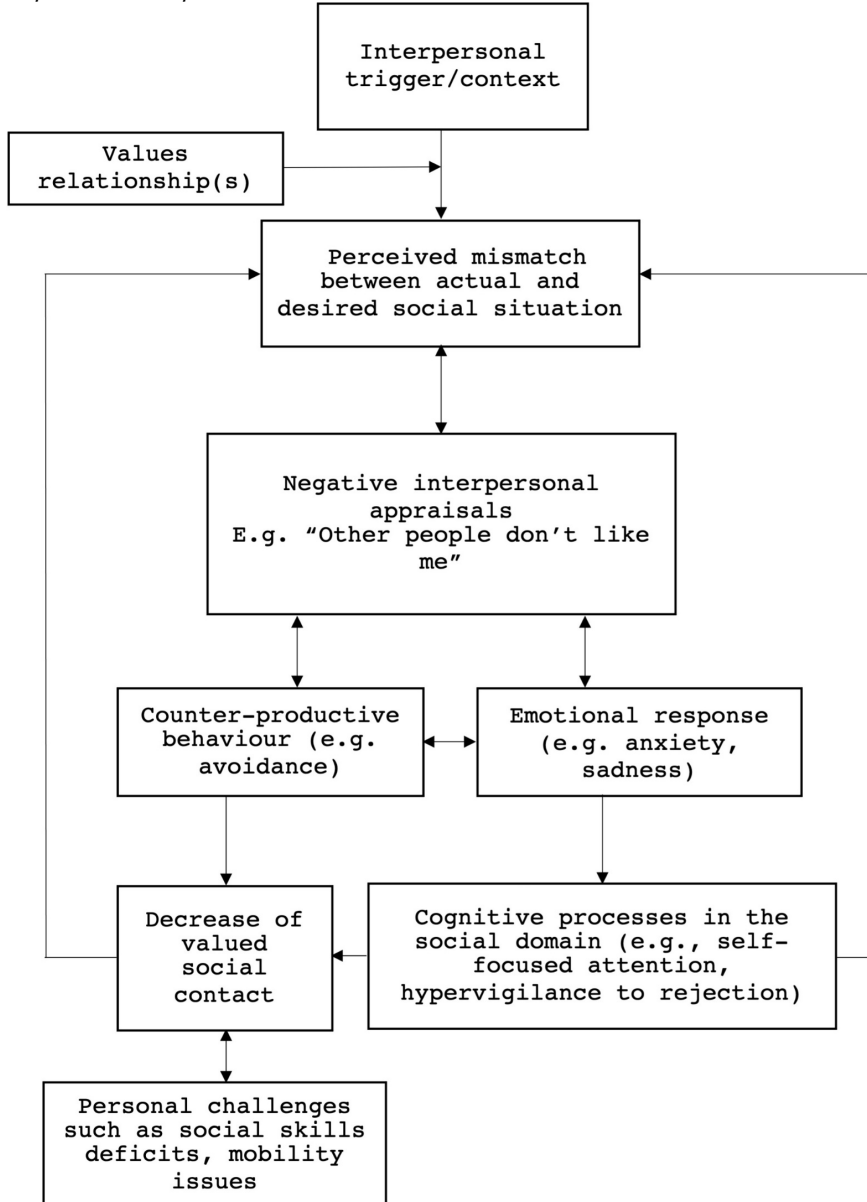 Interpersonal
trigger/context
Values
relationship(s)
Perceived mismatch
between actual and
desired social situation
Negative interpersonal
appraisals
E.g. “Other people don’t like
me”
Counter-productive
behaviour (e.g.
avoidance)
Emotional response
(e.g. anxiety,
sadness)
Decrease of
valued
social
contact
Cognitive processes in the
social domain (e.g., self-
focused attention,
hypervigilance to rejection)
Personal challenges
such as social skills
deficits, mobility
issues